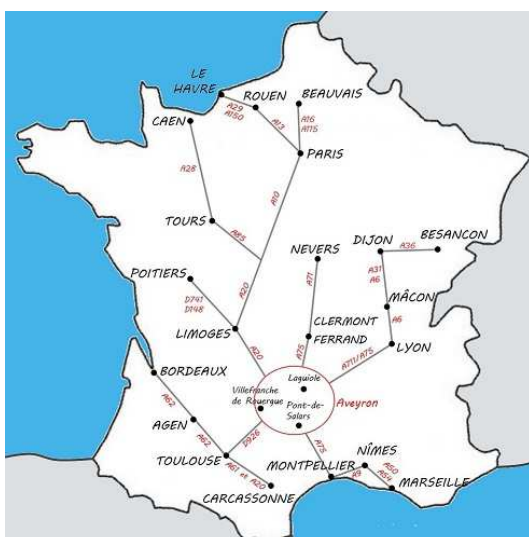 LE
HAVRE
ROUEN
BEAUVAIS
A29
A150
A13
A16
A115
CAEN
PARIS
A28
A10
TOURS
A85
NEVERS
DIJON
A36
BESANCON
POITIERS
A71
A31
A6
D741
D148
A20
MÂCON
LIMOGES
CLERMONT
FERRAND
A6
A20
A75
LYON
A711/A75
BORDEAUX
Laguiole
Villefranche
de Rouergue
Pont-de-
Salars
Aveyron
A62
AGEN
A62
D926
A75
TOULOUSE
NÎMES
A61 et A20
MONTPELLIER
A9
A50
A54
CARCASSONNE
MARSEILLE